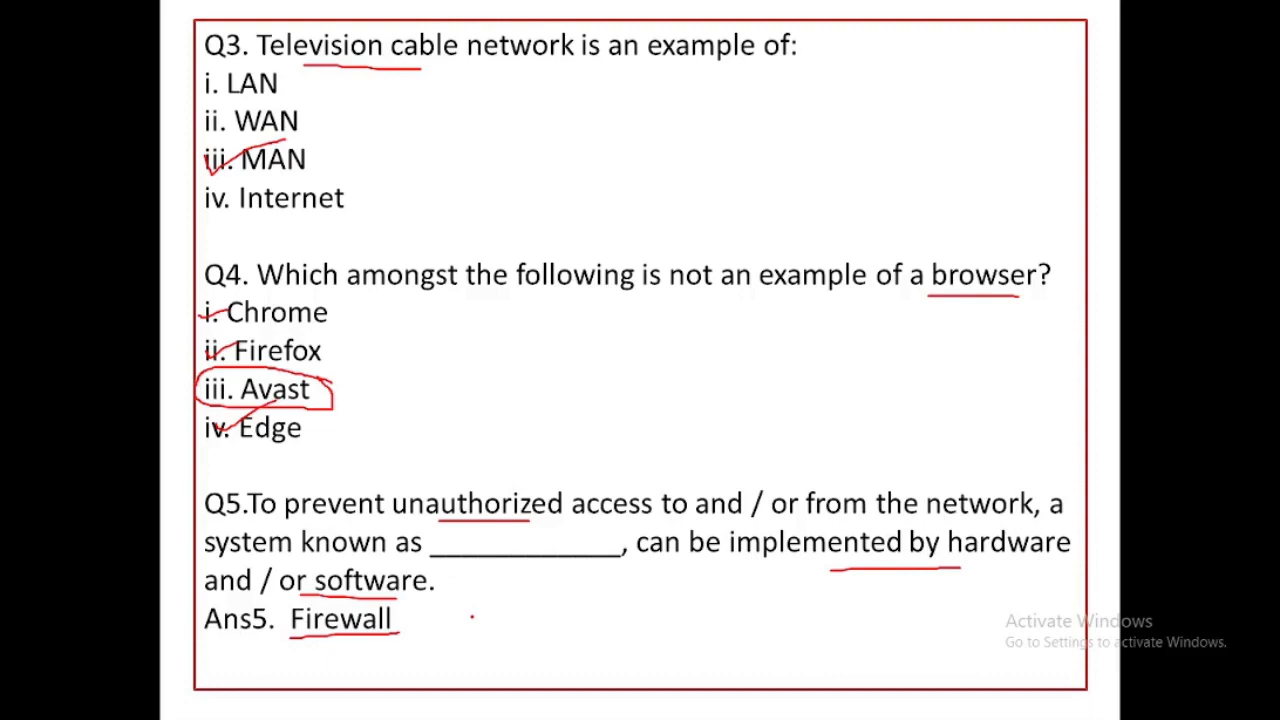 Q3. Television cable network is an example of:
i. LAN
ii. WAN
iii. MAN
iv. Internet
Q4. Which amongst the following is not an example of a browser?
i. Chrome
ii. Firefox
iii. Avast
iv. Edge
Q5.To prevent unauthorized access to and / or from the network, a
system known as _____________, can be implemented by hardware
and / or software.
Ans5. Firewall
Activate Windows
Go to Settings to activate Windows.